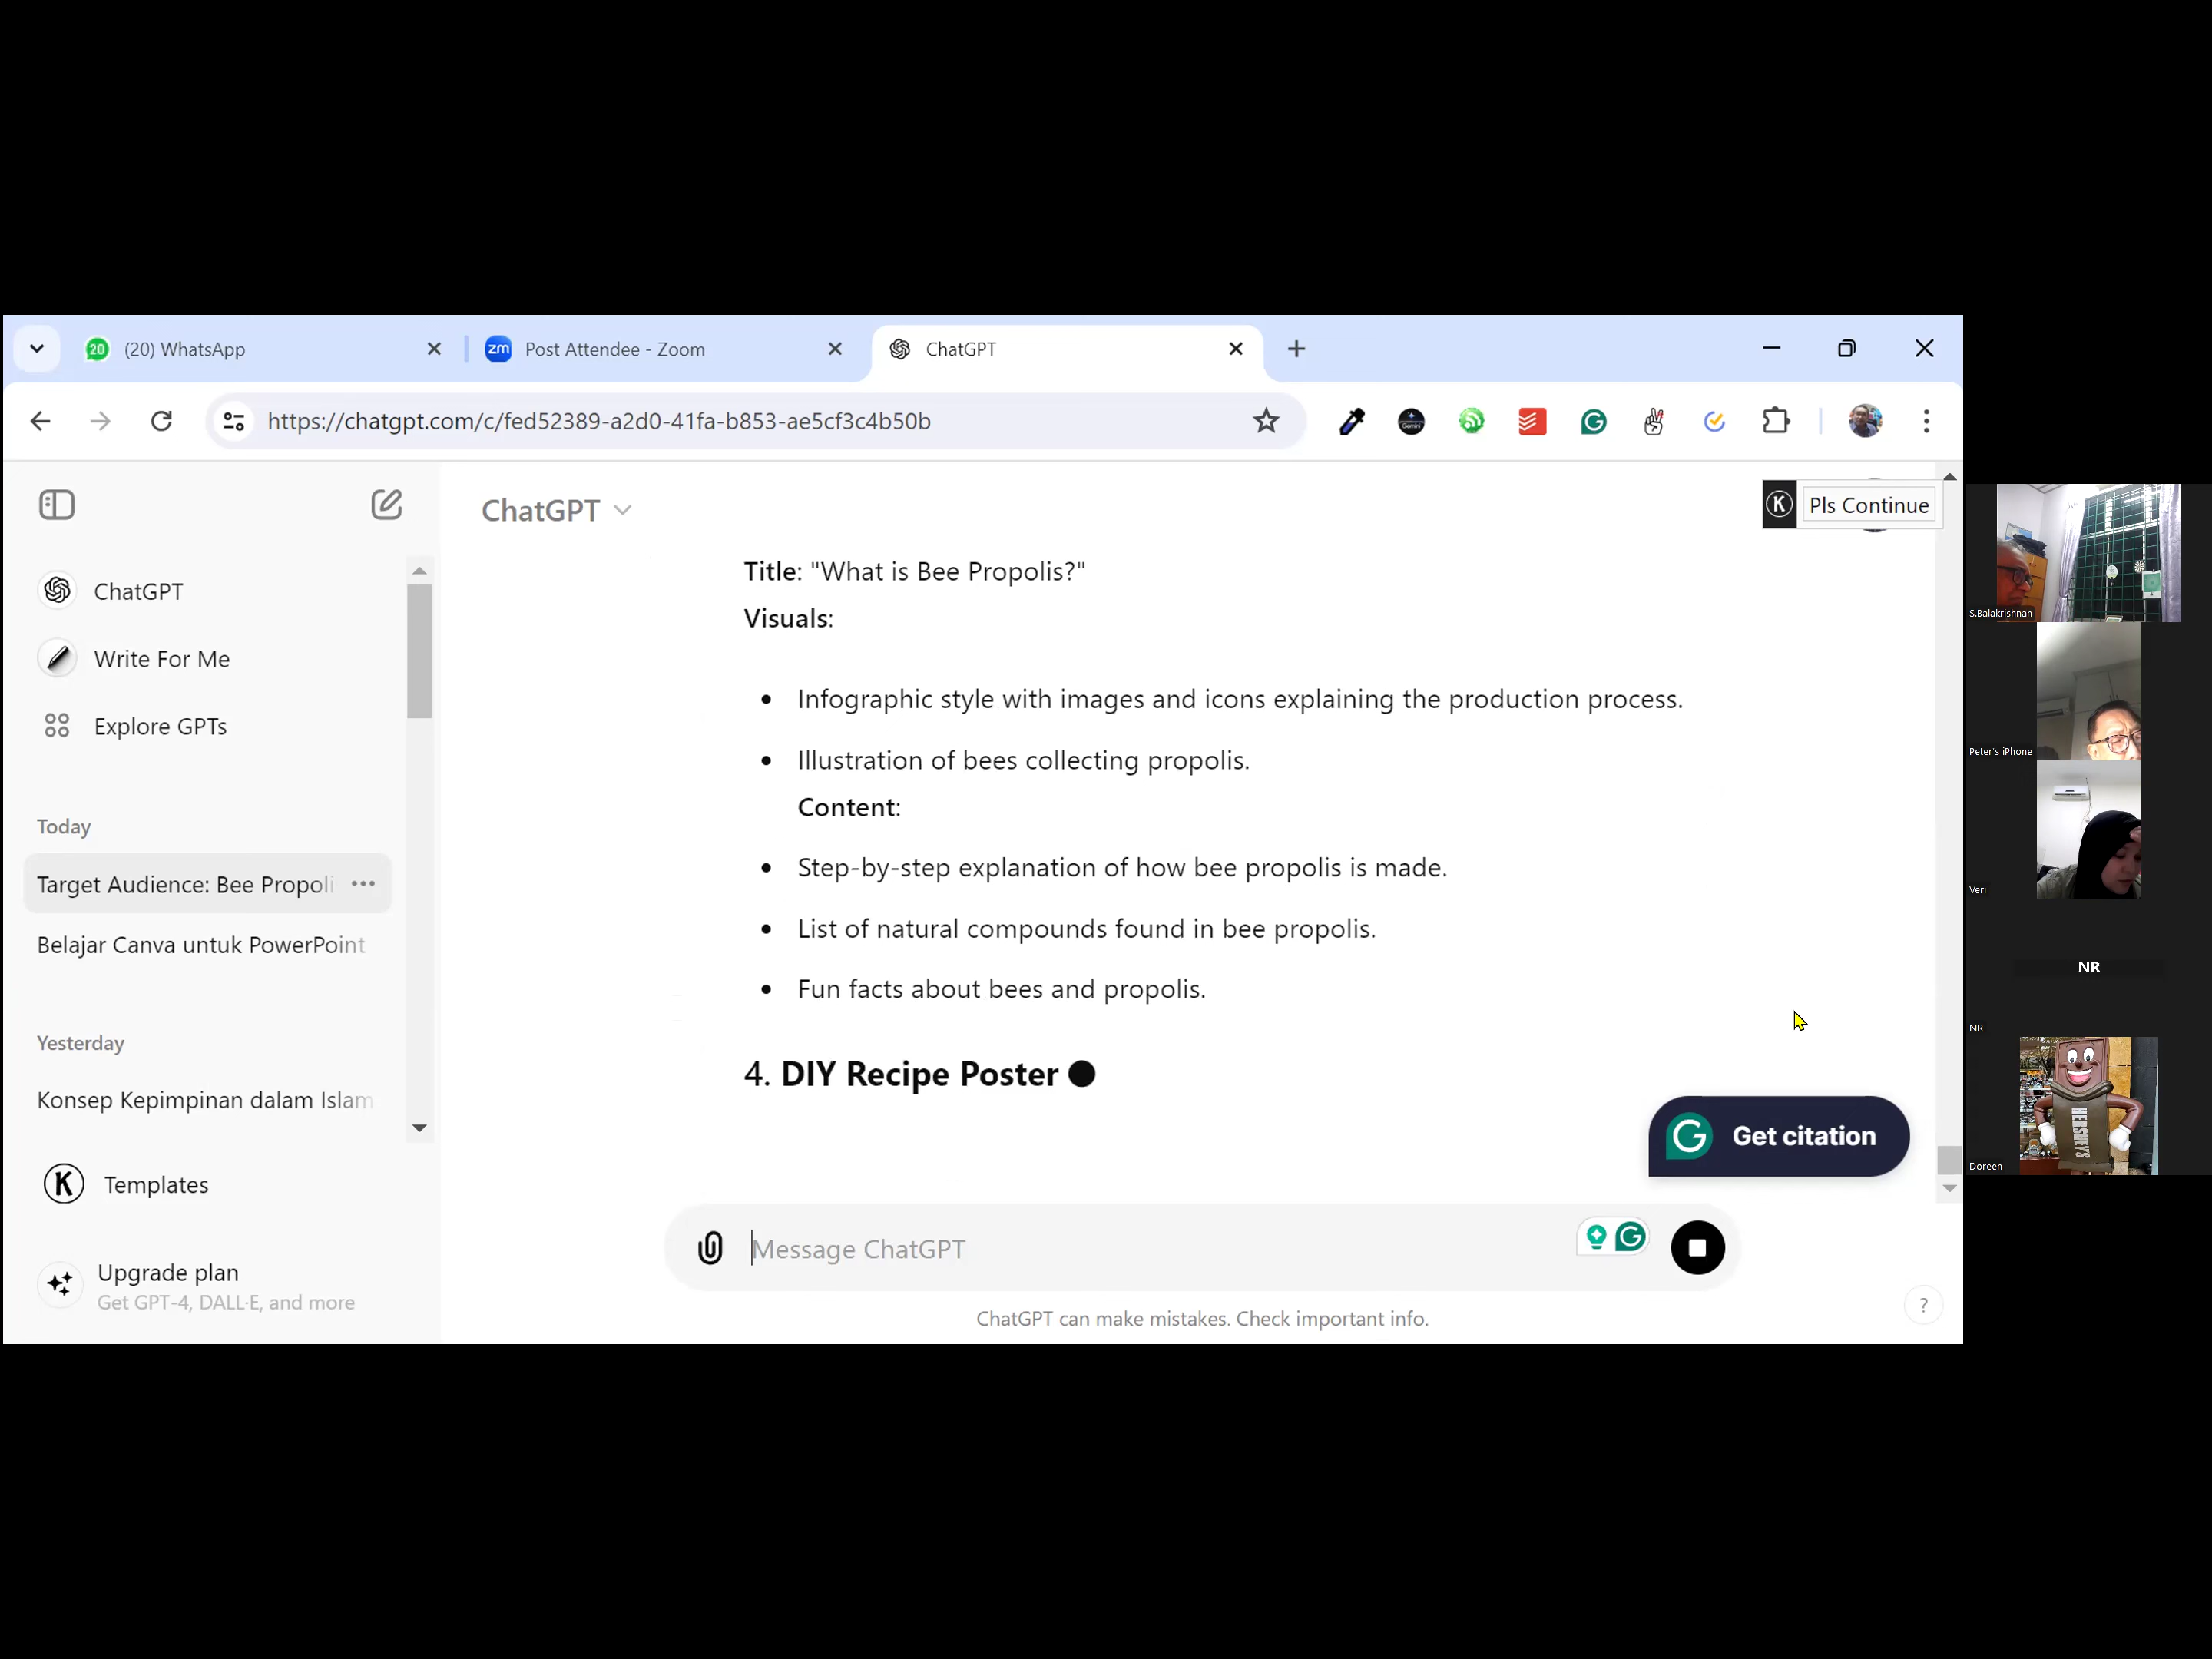 20
(20) WhatsApp
zm
Post Attendee - Zoom
ChatGPT
https://chatgpt.com/c/fed52389-a2d0-41fa-b853-ae5cf3c4b50b
ChatGPT
Write For Me
Explore GPTs
Today
Target Audience: Bee Propoli
Belajar Canva untuk PowerPoint
Yesterday
Konsep Kepimpinan dalam Islam
K
Templates
Upgrade plan
Get GPT-4, DALL·E, and more
ChatGPT
K
Pls Continue
Title: "What is Bee Propolis?"
Visuals:
• Infographic style with images and icons explaining the production process.
• Illustration of bees collecting propolis.
Content:
• Step-by-step explanation of how bee propolis is made.
• List of natural compounds found in bee propolis.
• Fun facts about bees and propolis.
4. DIY Recipe Poster
G
Get citation
Message ChatGPT
ChatGPT can make mistakes. Check important info.
?
S.Balakrishnan
Peter's iPhone
Veri
NR
NR
HERSHEY'S
Doreen